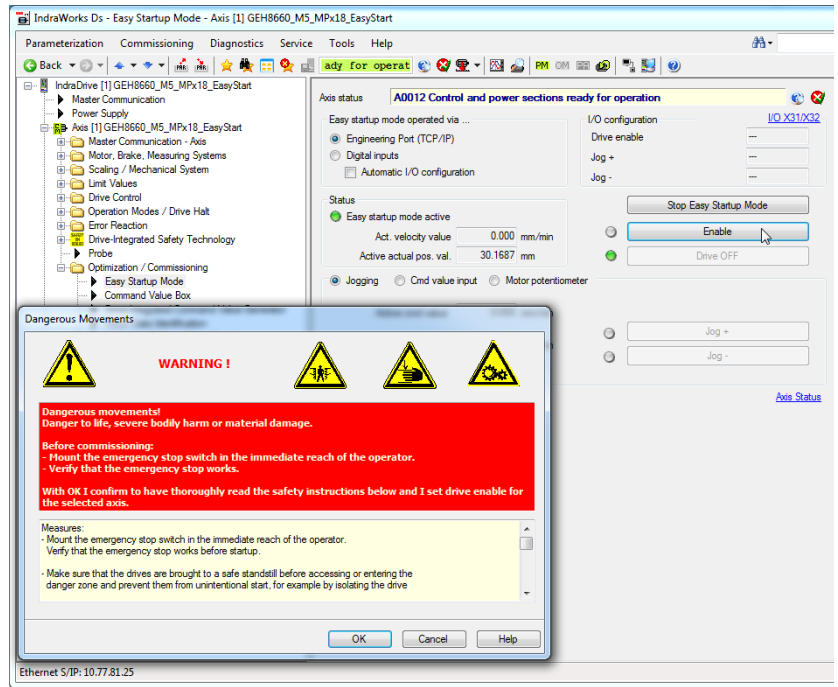 IndraWorks Ds - Easy Startup Mode - Axis [1] GEH8660_M5_MPx18_EasyStart
Parameterization Commissioning Diagnostics Service Tools Help
Back PAR. PAR. ady for operat PM OM
IndraDrive [1] GEH8660_M5_MPx18_EasyStart
Master Communication
Power Supply
Axis [1] GEH8660_M5_MPx18_EasyStart
Master Communication - Axis
Motor, Brake, Measuring Systems
Scaling / Mechanical System
Limit Values
Drive Control
Operation Modes / Drive Halt
Error Reaction
Drive-Integrated Safety Technology
Probe
Optimization / Commissioning
Easy Startup Mode
Command Value Box
Axis status A0012 Control and power sections ready for operation
Easy startup mode operated via ...
Engineering Port (TCP/IP)
Digital inputs
Automatic I/O configuration
I/O configuration I/O X31/X32
Drive enable ---
Jog + ---
Jog - ---
Status
Easy startup mode active
Act. velocity value 0.000 mm/min
Active actual pos. val. 30.1687 mm
Stop Easy Startup Mode
Enable
Drive OFF
Jogging Cmd value input Motor potentiometer
Jog +
Jog -
Axis Status
Dangerous Movements
WARNING !
Dangerous movements!
Danger to life, severe bodily harm or material damage.
Before commissioning:
- Mount the emergency stop switch in the immediate reach of the operator.
- Verify that the emergency stop works.
With OK I confirm to have thoroughly read the safety instructions below and I set drive enable for
the selected axis.
Measures:
- Mount the emergency stop switch in the immediate reach of the operator.
Verify that the emergency stop works before startup.
- Make sure that the drives are brought to a safe standstill before accessing or entering the
danger zone and prevent them from unintentional start, for example by isolating the drive
OK Cancel Help
Ethernet S/IP: 10.77.81.25